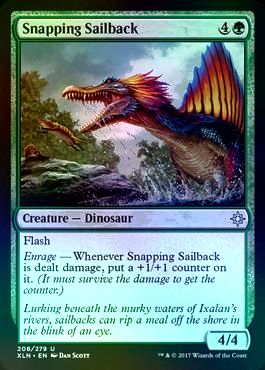 Snapping Sailback 4
Creature — Dinosaur
Flash
Enrage — Whenever Snapping Sailback
is dealt damage, put a +1/+1 counter on
it. (It must survive the damage to get the
counter.)
Lurking beneath the murky waters of Ixalan's
rivers, sailbacks can rip a meal off the shore in
the blink of an eye.
4/4
208/279 U
XLN • EN DAN SCOTT
™ & © 2017 Wizards of the Coast